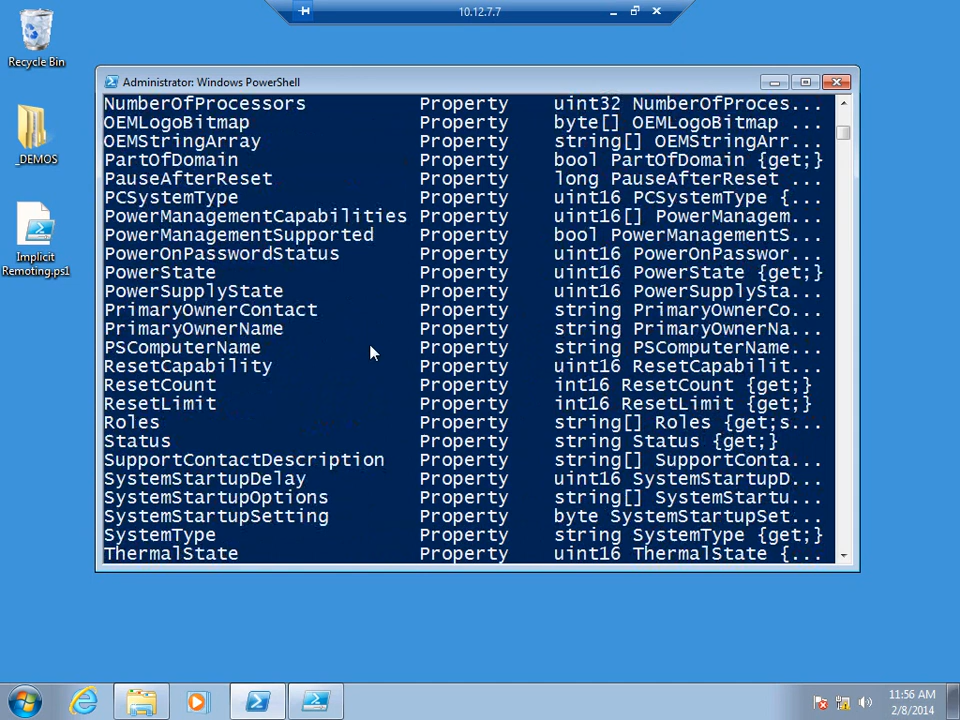 10.12.7.7
Recycle Bin
_DEMOS
Implicit
Remoting.ps1
Administrator: Windows PowerShell
NumberOfProcessors Property uint32 NumberOfProces...
OEMLogoBitmap Property byte[] OEMLogoBitmap ...
OEMStringArray Property string[] OEMStringArr...
PartOfDomain Property bool PartOfDomain {get;}
PauseAfterReset Property long PauseAfterReset ...
PCSystemType Property uint16 PCSystemType {...
PowerManagementCapabilities Property uint16[] PowerManagem...
PowerManagementSupported Property bool PowerManagementS...
PowerOnPasswordStatus Property uint16 PowerOnPasswor...
PowerState Property uint16 PowerState {get;}
PowerSupplyState Property uint16 PowerSupplySta...
PrimaryOwnerContact Property string PrimaryOwnerCo...
PrimaryOwnerName Property string PrimaryOwnerNa...
PSComputerName Property string PSComputerName...
ResetCapability Property uint16 ResetCapabilit...
ResetCount Property int16 ResetCount {get;}
ResetLimit Property int16 ResetLimit {get;}
Roles Property string[] Roles {get;s...
Status Property string Status {get;}
SupportContactDescription Property string[] SupportConta...
SystemStartupDelay Property uint16 SystemStartupD...
SystemStartupOptions Property string[] SystemStartu...
SystemStartupSetting Property byte SystemStartupSet...
SystemType Property string SystemType {get;}
ThermalState Property uint16 ThermalState {...
11:56 AM
2/8/2014